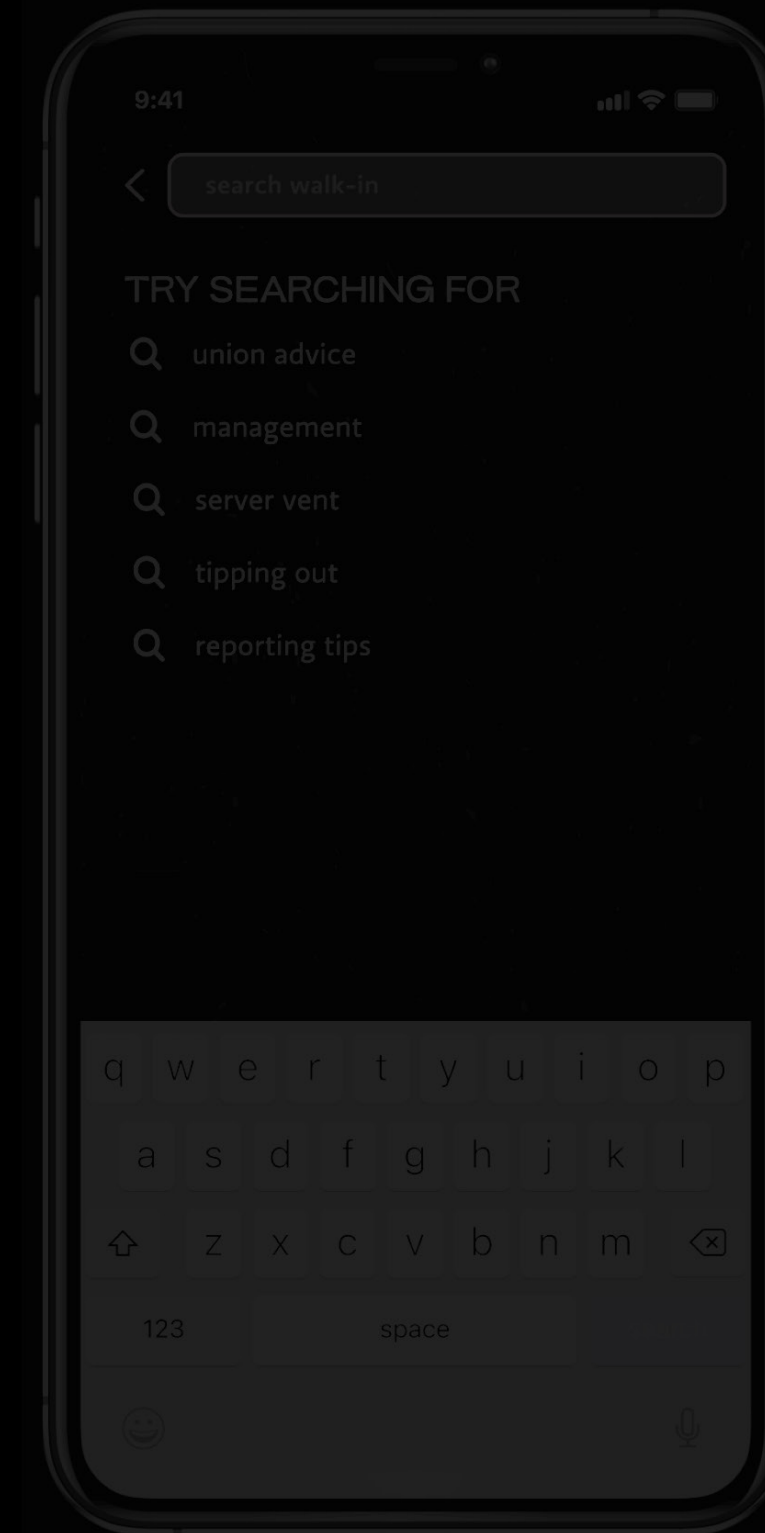 9:41
search walk-in
TRY SEARCHING FOR
union advice
management
server vent
tipping out
reporting tips
q w e r t y u i o p
a s d f g h j k l
z x c v b n m
123 space